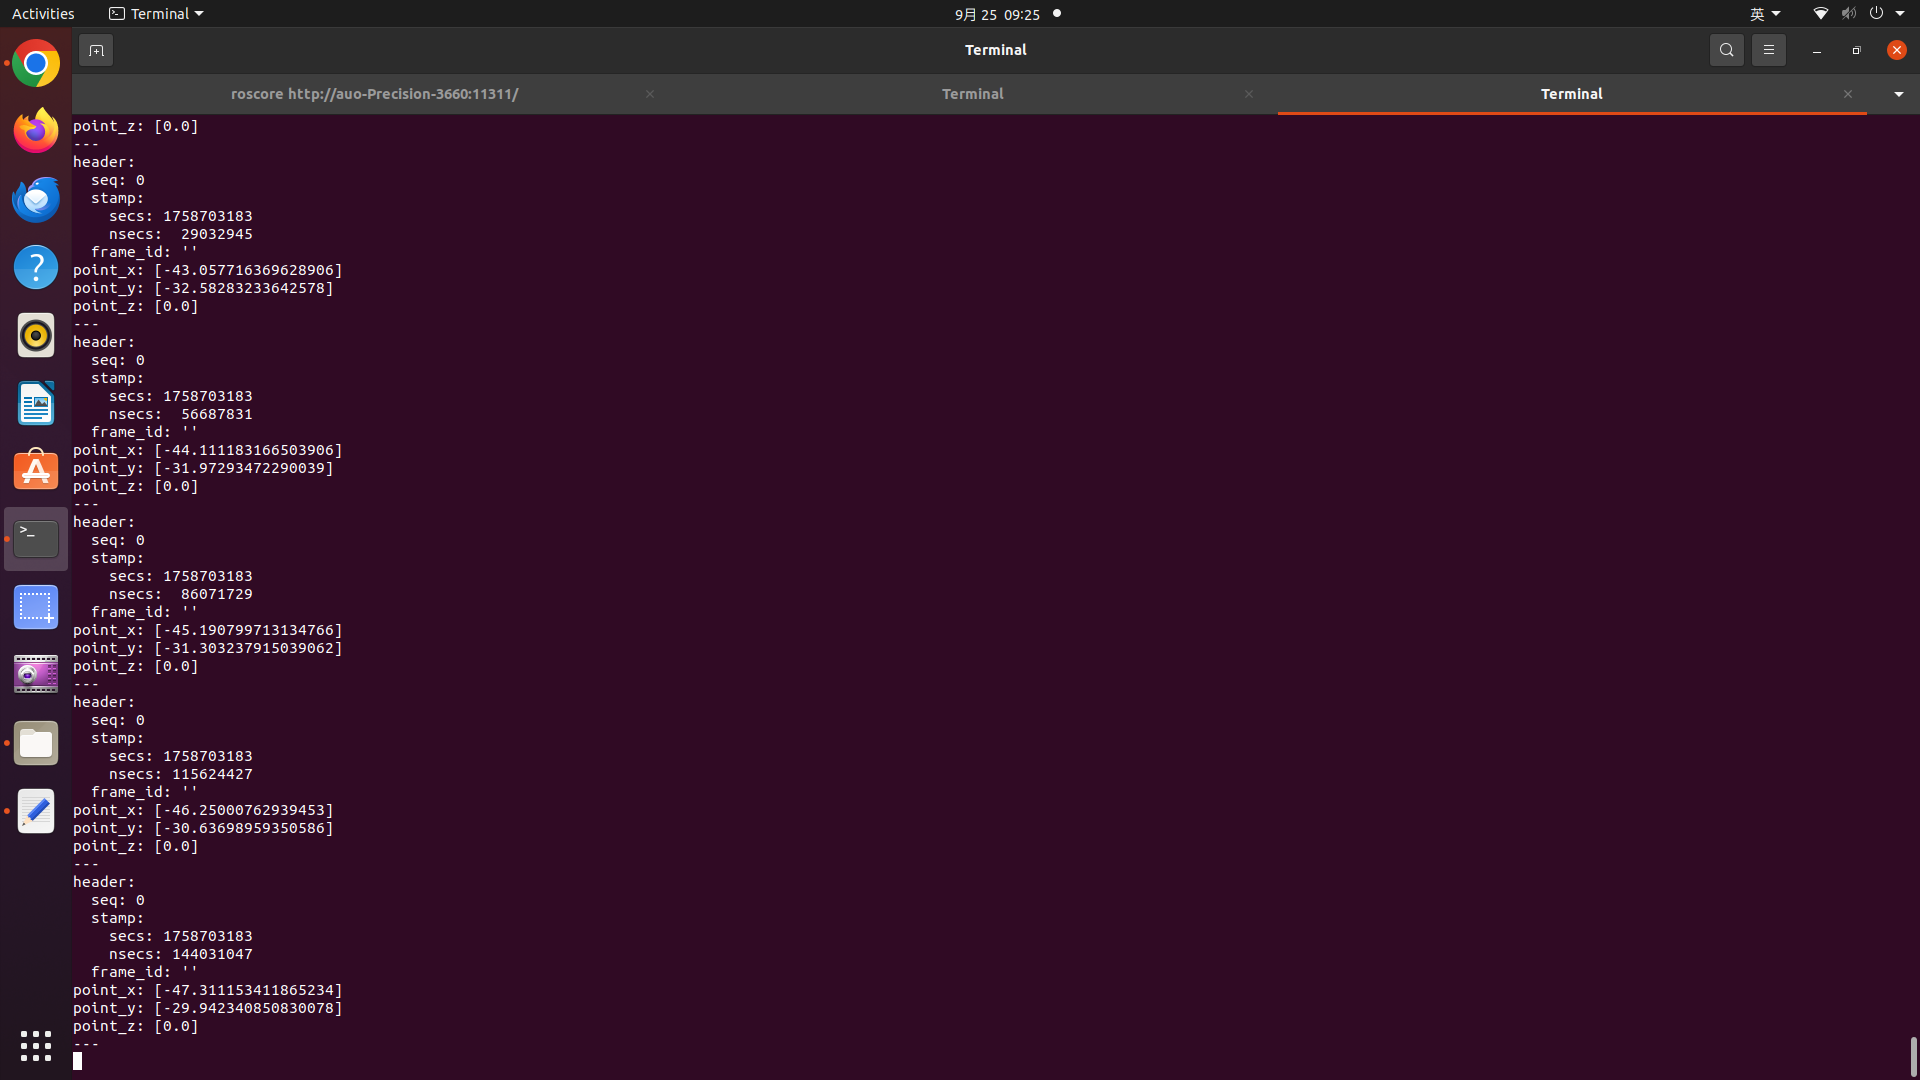 Activities
Terminal
9月 25 09:25
英
Terminal
roscore http://auo-Precision-3660:11311/
Terminal
Terminal
point_z: [0.0]
---
header:
  seq: 0
  stamp:
    secs: 1758703183
    nsecs:  29032945
  frame_id: ''
point_x: [-43.057716369628906]
point_y: [-32.58283233642578]
point_z: [0.0]
---
header:
  seq: 0
  stamp:
    secs: 1758703183
    nsecs:  56687831
  frame_id: ''
point_x: [-44.111183166503906]
point_y: [-31.97293472290039]
point_z: [0.0]
---
header:
  seq: 0
  stamp:
    secs: 1758703183
    nsecs:  86071729
  frame_id: ''
point_x: [-45.190799713134766]
point_y: [-31.303237915039062]
point_z: [0.0]
---
header:
  seq: 0
  stamp:
    secs: 1758703183
    nsecs: 115624427
  frame_id: ''
point_x: [-46.25000762939453]
point_y: [-30.63698959350586]
point_z: [0.0]
---
header:
  seq: 0
  stamp:
    secs: 1758703183
    nsecs: 144031047
  frame_id: ''
point_x: [-47.311153411865234]
point_y: [-29.942340850830078]
point_z: [0.0]
---